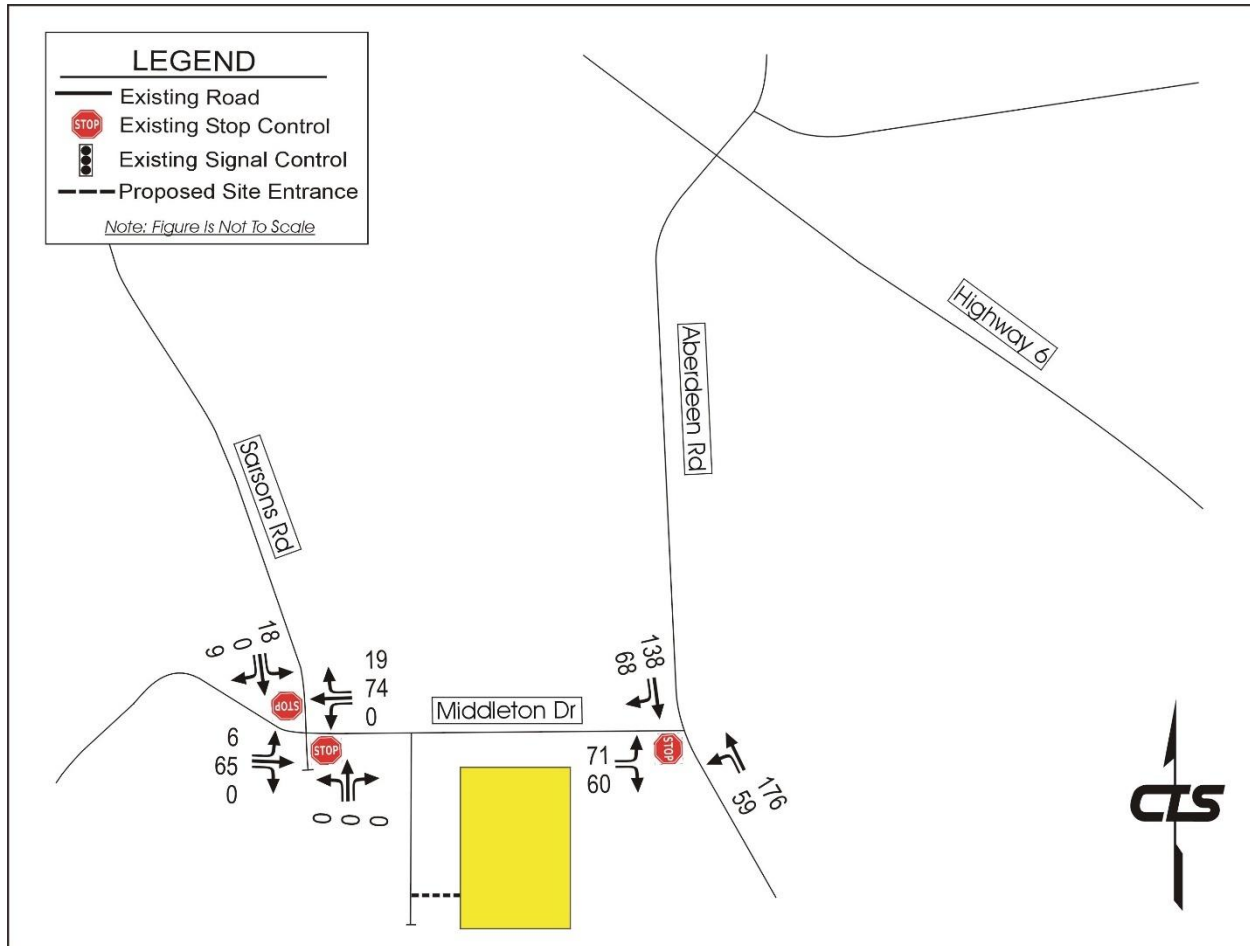 LEGEND
Existing Road
STOP Existing Stop Control
Existing Signal Control
Proposed Site Entrance
Note: Figure Is Not To Scale
Highway 6
Aberdeen Rd
Sarsons Rd
18
0
9
STOP
19
74
0
138
68
Middleton Dr
6
65
0
STOP
0 0 0
71
60
STOP
176
59
CTS